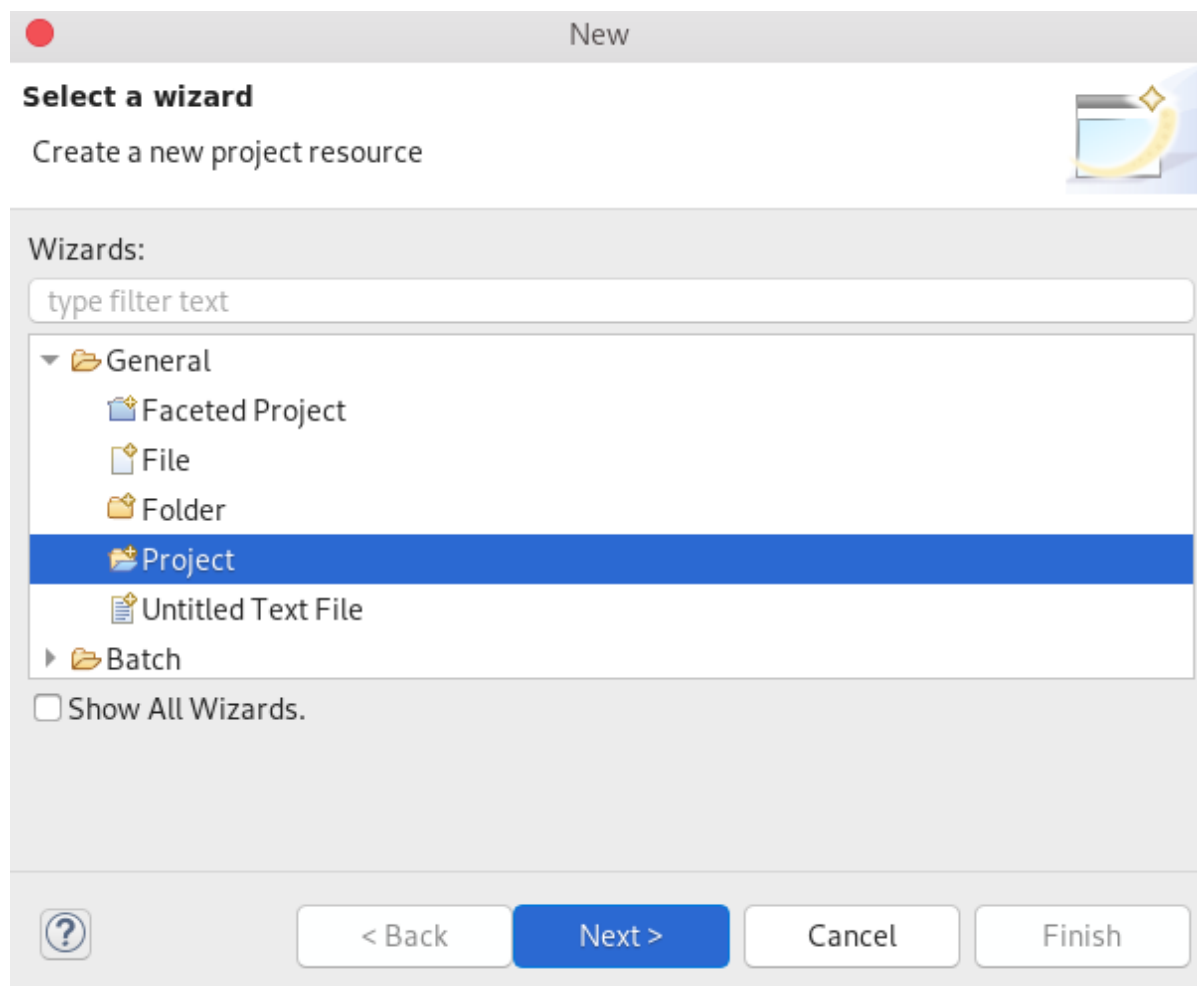 New
Select a wizard
Create a new project resource
Wizards:
type filter text
General
Faceted Project
File
Folder
Project
Untitled Text File
Batch
Show All Wizards.
? < Back Next > Cancel Finish